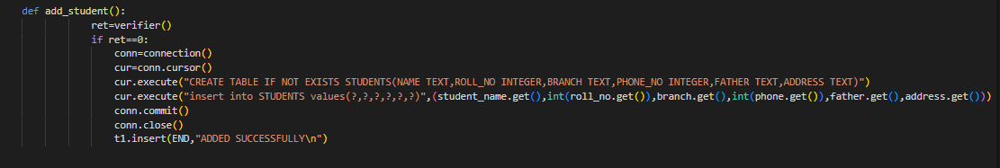 def add_student():
ret=verifier()
if ret==0:
conn=connection()
cur=conn.cursor()
cur.execute("CREATE TABLE IF NOT EXISTS STUDENTS(NAME TEXT,ROLL_NO INTEGER,BRANCH TEXT,PHONE_NO INTEGER,FATHER TEXT,ADDRESS TEXT)")
cur.execute("insert into STUDENTS values(?,?,?,?,?,?)",(student_name.get(),int(roll_no.get()),branch.get(),int(phone.get()),father.get(),address.get()))
conn.commit()
conn.close()
t1.insert(END,"ADDED SUCCESSFULLY\n")